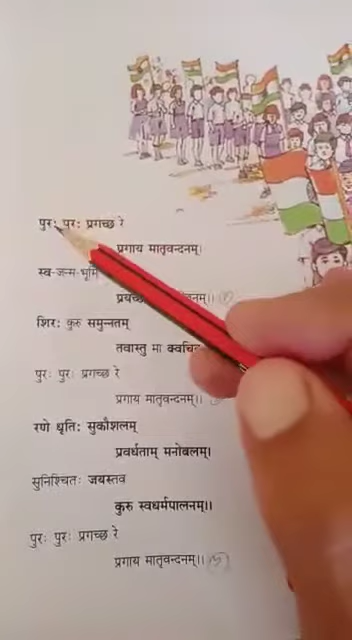 पुरः पुरः प्रगच्छ रे
प्रगाय मातृवन्दनम्।
स्व-जन्म-भूमि
शिरः कुरु समुन्नतम्
तवास्तु मा क्वचि
पुरः पुरः प्रगच्छ रे
प्रगाय मातृवन्दनम्।
रणे धृतिः सुकौशलम्
प्रवर्धताम् मनोबलम्।
सुनिश्चितः जयस्तव
कुरु स्वधर्मपालनम्।।
पुरः पुरः प्रगच्छ रे
प्रगाय मातृवन्दनम्।।